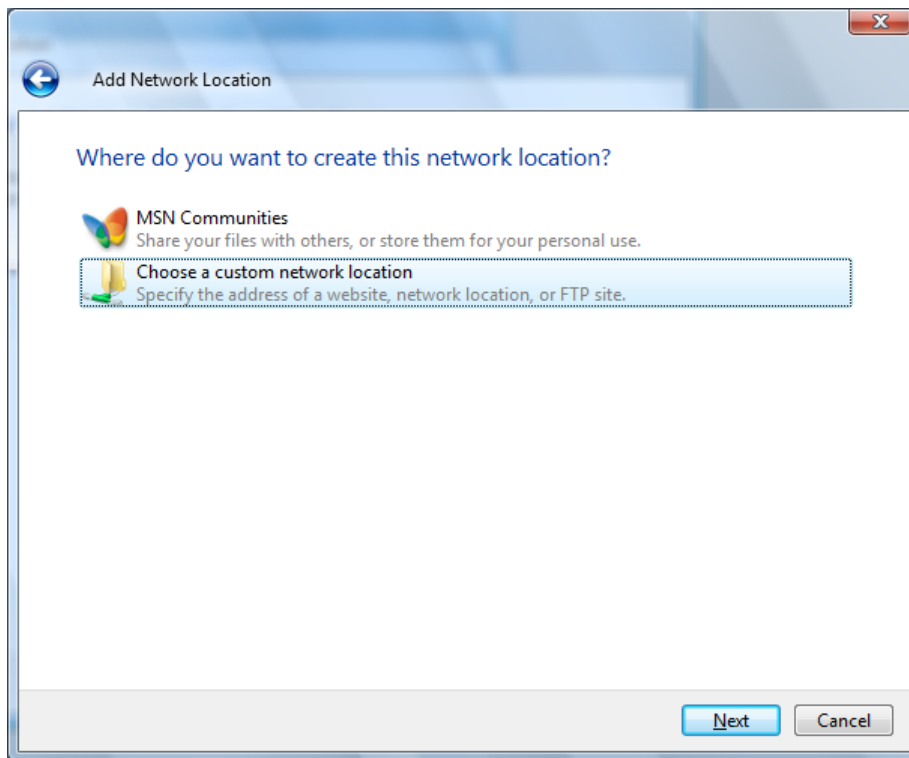 Add Network Location
Where do you want to create this network location?
MSN Communities
Share your files with others, or store them for your personal use.
Choose a custom network location
Specify the address of a website, network location, or FTP site.
Next
Cancel